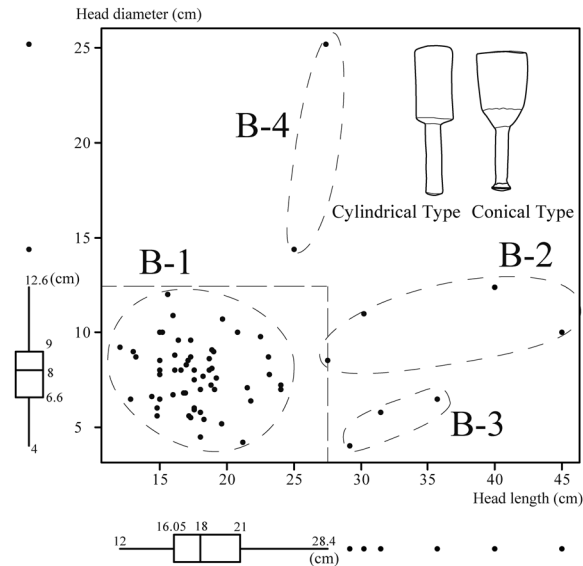 Head diameter (cm)
25
20
15
10
5
B-4
Cylindrical Type Conical Type
B-1
B-2
B-3
12.6 (cm)
9
8
6.6
4
15 20 25 30 35 40 45
Head length (cm)
12 16.05 18 21 28.4
(cm)